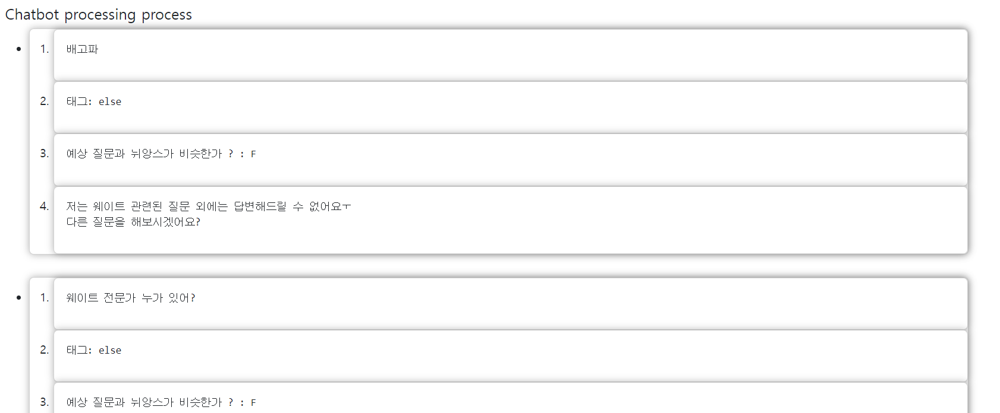 Chatbot processing process
1. 배고파
2. 태그: else
3. 예상 질문과 뉘앙스가 비슷한가 ? : F
4. 저는 웨이트 관련된 질문 외에는 답변해드릴 수 없어요ㅜ
다른 질문을 해보시겠어요?
1. 웨이트 전문가 누가 있어?
2. 태그: else
3. 예상 질문과 뉘앙스가 비슷한가 ? : F